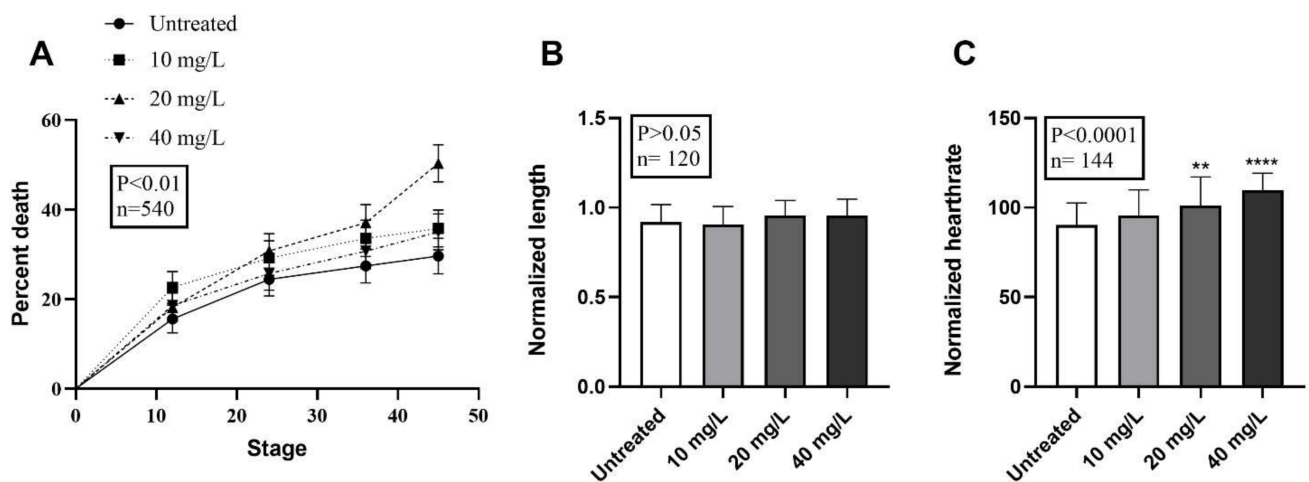 A
Untreated
10 mg/L
20 mg/L
40 mg/L
P<0.01
n=540
Percent death
60
40
20
0
0 10 20 30 40 50
Stage
B
P>0.05
n= 120
Normalized length
1.5
1.0
0.5
0.0
Untreated
10 mg/L
20 mg/L
40 mg/L
C
P<0.0001
n= 144
** ****
Normalized hearthrate
150
100
50
0
Untreated
10 mg/L
20 mg/L
40 mg/L